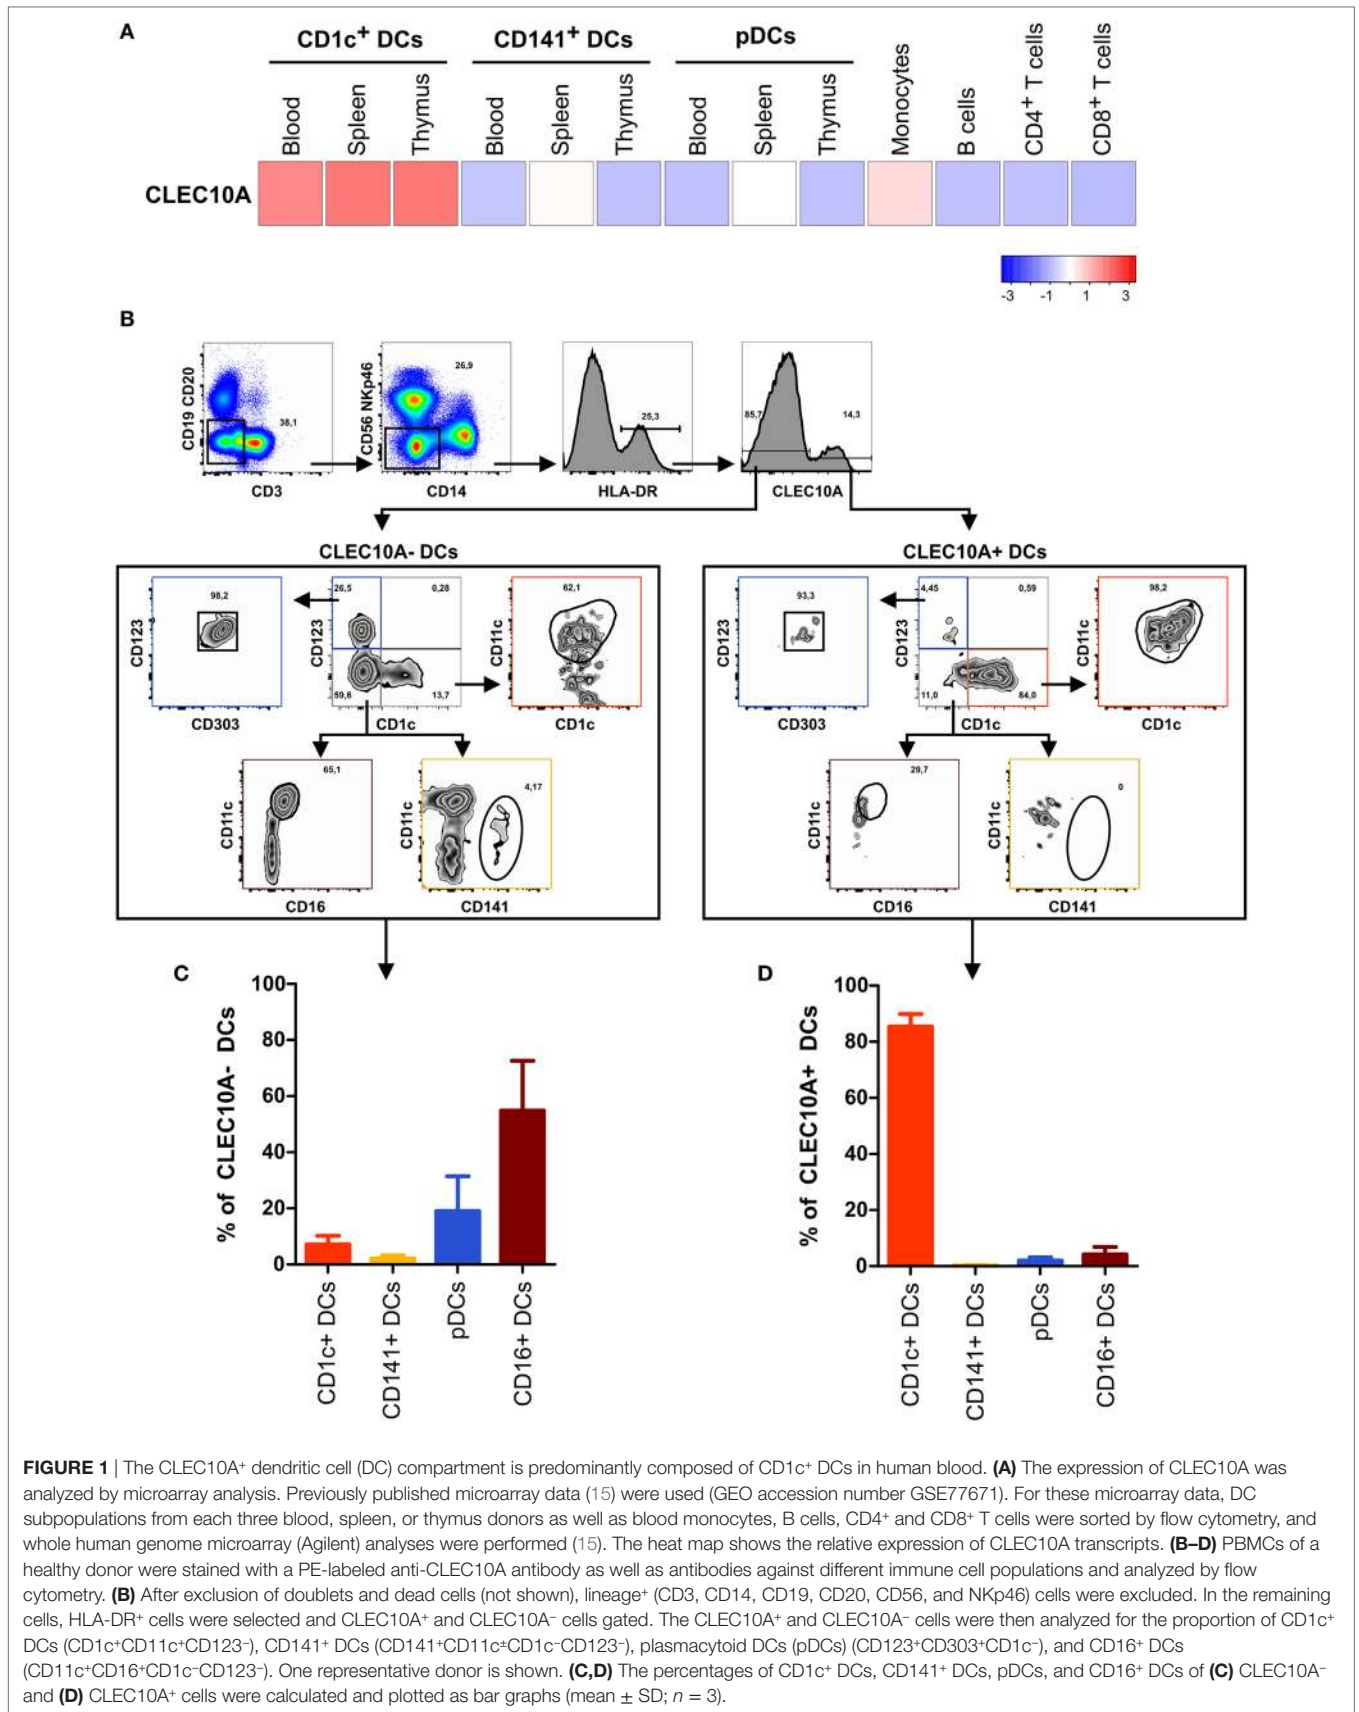 A
CD1c+ DCs
CD141+ DCs
pDCs
Blood
Spleen
Thymus
Blood
Spleen
Thymus
Blood
Spleen
Thymus
Monocytes
B cells
CD4+ T cells
CD8+ T cells
CLEC10A
-3 -1 1 3
B
CD19 CD20
38,1
CD3
CD56 NKp46
26,9
CD14
25,3
HLA-DR
85,7
14,3
CLEC10A
CLEC10A- DCs
CLEC10A+ DCs
98,2
CD123
CD303
26,5
0,28
CD123
59,6
13,7
CD1c
62,1
CD11c
CD1c
65,1
CD11c
CD16
4,17
CD11c
CD141
93,3
CD123
CD303
4,45
0,59
CD123
11,0
84,0
CD1c
98,2
CD11c
CD1c
29,7
CD11c
CD16
0
CD11c
CD141
C
% of CLEC10A- DCs
100
80
60
40
20
0
CD1c+ DCs
CD141+ DCs
pDCs
CD16+ DCs
D
% of CLEC10A+ DCs
100
80
60
40
20
0
CD1c+ DCs
CD141+ DCs
pDCs
CD16+ DCs
FIGURE 1 | The CLEC10A⁺ dendritic cell (DC) compartment is predominantly composed of CD1c⁺ DCs in human blood. (A) The expression of CLEC10A was
analyzed by microarray analysis. Previously published microarray data (15) were used (GEO accession number GSE77671). For these microarray data, DC
subpopulations from each three blood, spleen, or thymus donors as well as blood monocytes, B cells, CD4⁺ and CD8⁺ T cells were sorted by flow cytometry, and
whole human genome microarray (Agilent) analyses were performed (15). The heat map shows the relative expression of CLEC10A transcripts. (B–D) PBMCs of a
healthy donor were stained with a PE-labeled anti-CLEC10A antibody as well as antibodies against different immune cell populations and analyzed by flow
cytometry. (B) After exclusion of doublets and dead cells (not shown), lineage⁺ (CD3, CD14, CD19, CD20, CD56, and NKp46) cells were excluded. In the remaining
cells, HLA-DR⁺ cells were selected and CLEC10A⁺ and CLEC10A⁻ cells gated. The CLEC10A⁺ and CLEC10A⁻ cells were then analyzed for the proportion of CD1c⁺
DCs (CD1c⁺CD11c⁺CD123⁻), CD141⁺ DCs (CD141⁺CD11c±CD1c⁻CD123⁻), plasmacytoid DCs (pDCs) (CD123⁺CD303⁺CD1c⁻), and CD16⁺ DCs
(CD11c⁺CD16⁺CD1c⁻CD123⁻). One representative donor is shown. (C,D) The percentages of CD1c⁺ DCs, CD141⁺ DCs, pDCs, and CD16⁺ DCs of (C) CLEC10A⁻
and (D) CLEC10A⁺ cells were calculated and plotted as bar graphs (mean ± SD; n = 3).